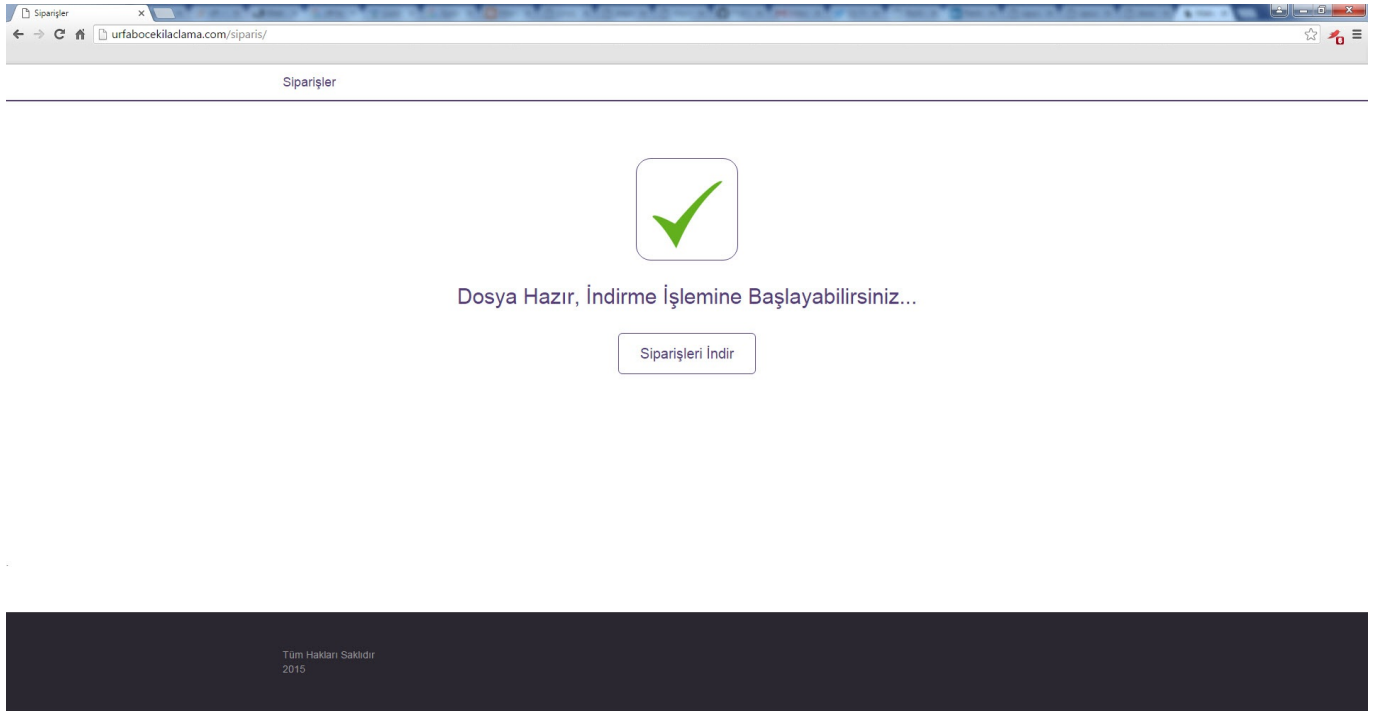 Siparişler
urfabocekilaclama.com/siparis/
Siparişler
Dosya Hazır, İndirme İşlemine Başlayabilirsiniz...
Siparişleri İndir
Tüm Hakları Saklıdır
2015